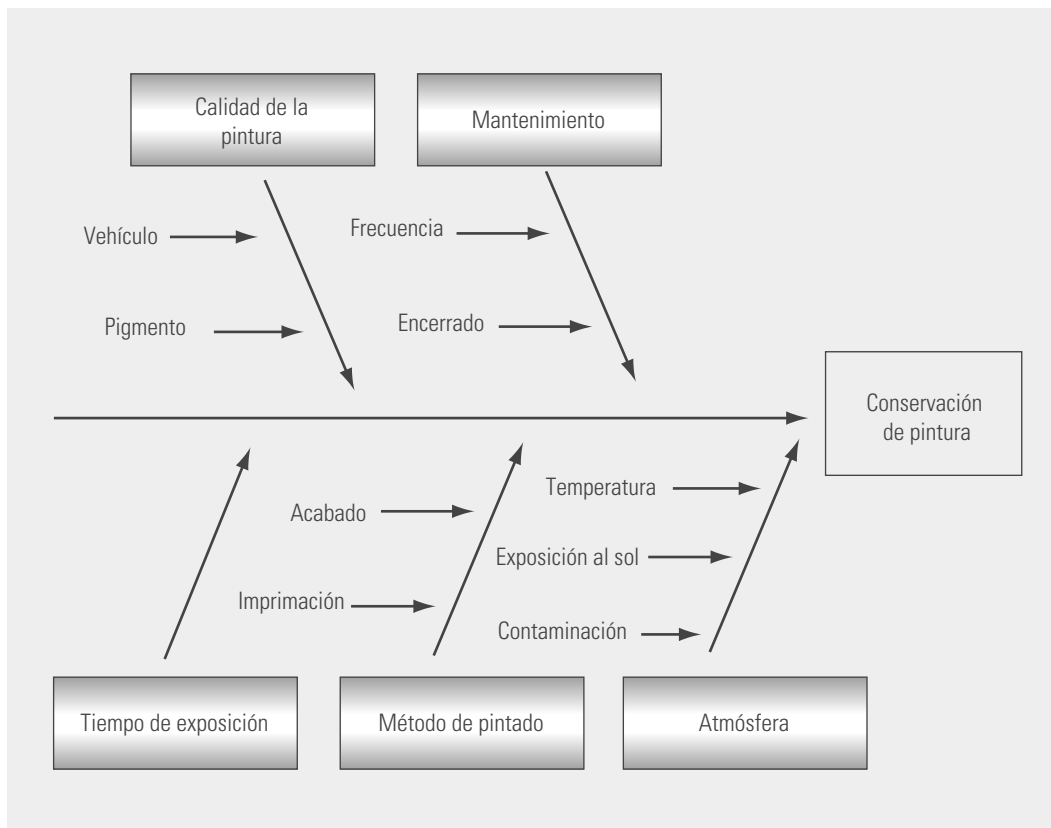 Calidad de la
pintura
Mantenimiento
Vehículo
Frecuencia
Pigmento
Encerrado
Conservación
de pintura
Temperatura
Acabado
Exposición al sol
Imprimación
Contaminación
Tiempo de exposición
Método de pintado
Atmósfera